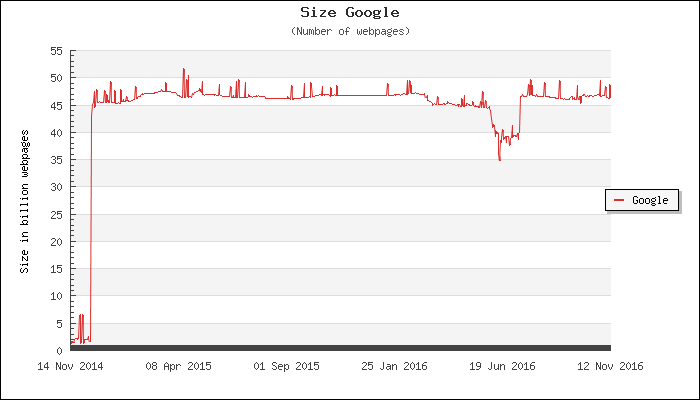 Size Google
(Number of webpages)
Size in billion webpages
55
50
45
40
35
30
25
20
15
10
5
0
14 Nov 2014
08 Apr 2015
01 Sep 2015
25 Jan 2016
19 Jun 2016
12 Nov 2016
Google